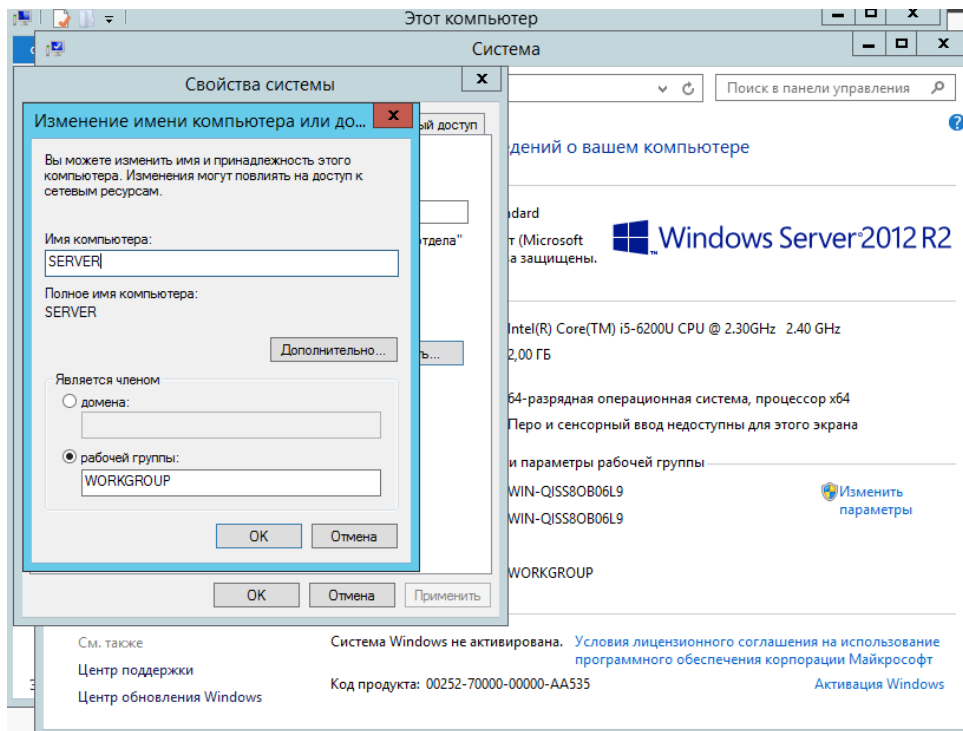 Этот компьютер
Система
Свойства системы
Поиск в панели управления
Изменение имени компьютера или до...
ый доступ
дений о вашем компьютере
Вы можете изменить имя и принадлежность этого
компьютера. Изменения могут повлиять на доступ к
сетевым ресурсам.
dard
Имя компьютера:
отдела"
т (Microsoft
а защищены.
Windows Server 2012 R2
SERVER
Полное имя компьютера:
SERVER
Intel(R) Core(TM) i5-6200U CPU @ 2.30GHz 2.40 GHz
Дополнительно...
ь...
2,00 ГБ
Является членом
домена:
64-разрядная операционная система, процессор x64
Перо и сенсорный ввод недоступны для этого экрана
рабочей группы:
WORKGROUP
и параметры рабочей группы
WIN-QISS8OB06L9
Изменить
параметры
WIN-QISS8OB06L9
OK
Отмена
WORKGROUP
OK
Отмена
Применить
См. также
Система Windows не активирована. Условия лицензионного соглашения на использование
программного обеспечения корпорации Майкрософт
Центр поддержки
Код продукта: 00252-70000-00000-AA535
Активация Windows
Центр обновления Windows